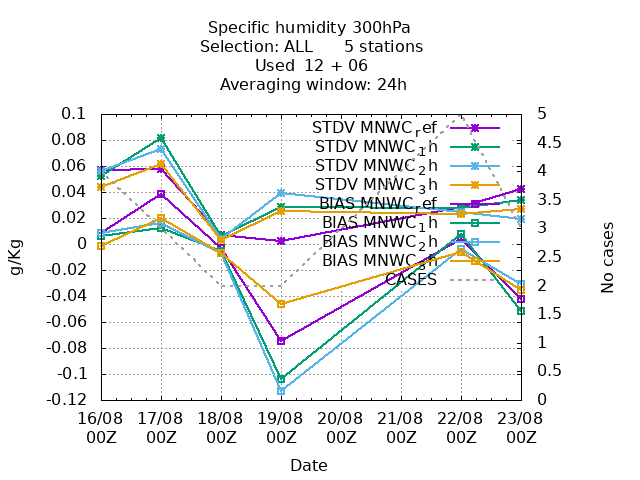 Specific humidity 300hPa
Selection: ALL 5 stations
Used 12 + 06
Averaging window: 24h
0.1
0.08
0.06
0.04
0.02
0
-0.02
-0.04
-0.06
-0.08
-0.1
-0.12
g/Kg
STDV MNWC_ref
STDV MNWC_1h
STDV MNWC_2h
STDV MNWC_3h
BIAS MNWC_ref
BIAS MNWC_1h
BIAS MNWC_2h
BIAS MNWC_3h
CASES
5
4.5
4
3.5
3
2.5
2
1.5
1
0.5
0
No cases
16/08 17/08 18/08 19/08 20/08 21/08 22/08 23/08
00Z 00Z 00Z 00Z 00Z 00Z 00Z 00Z
Date